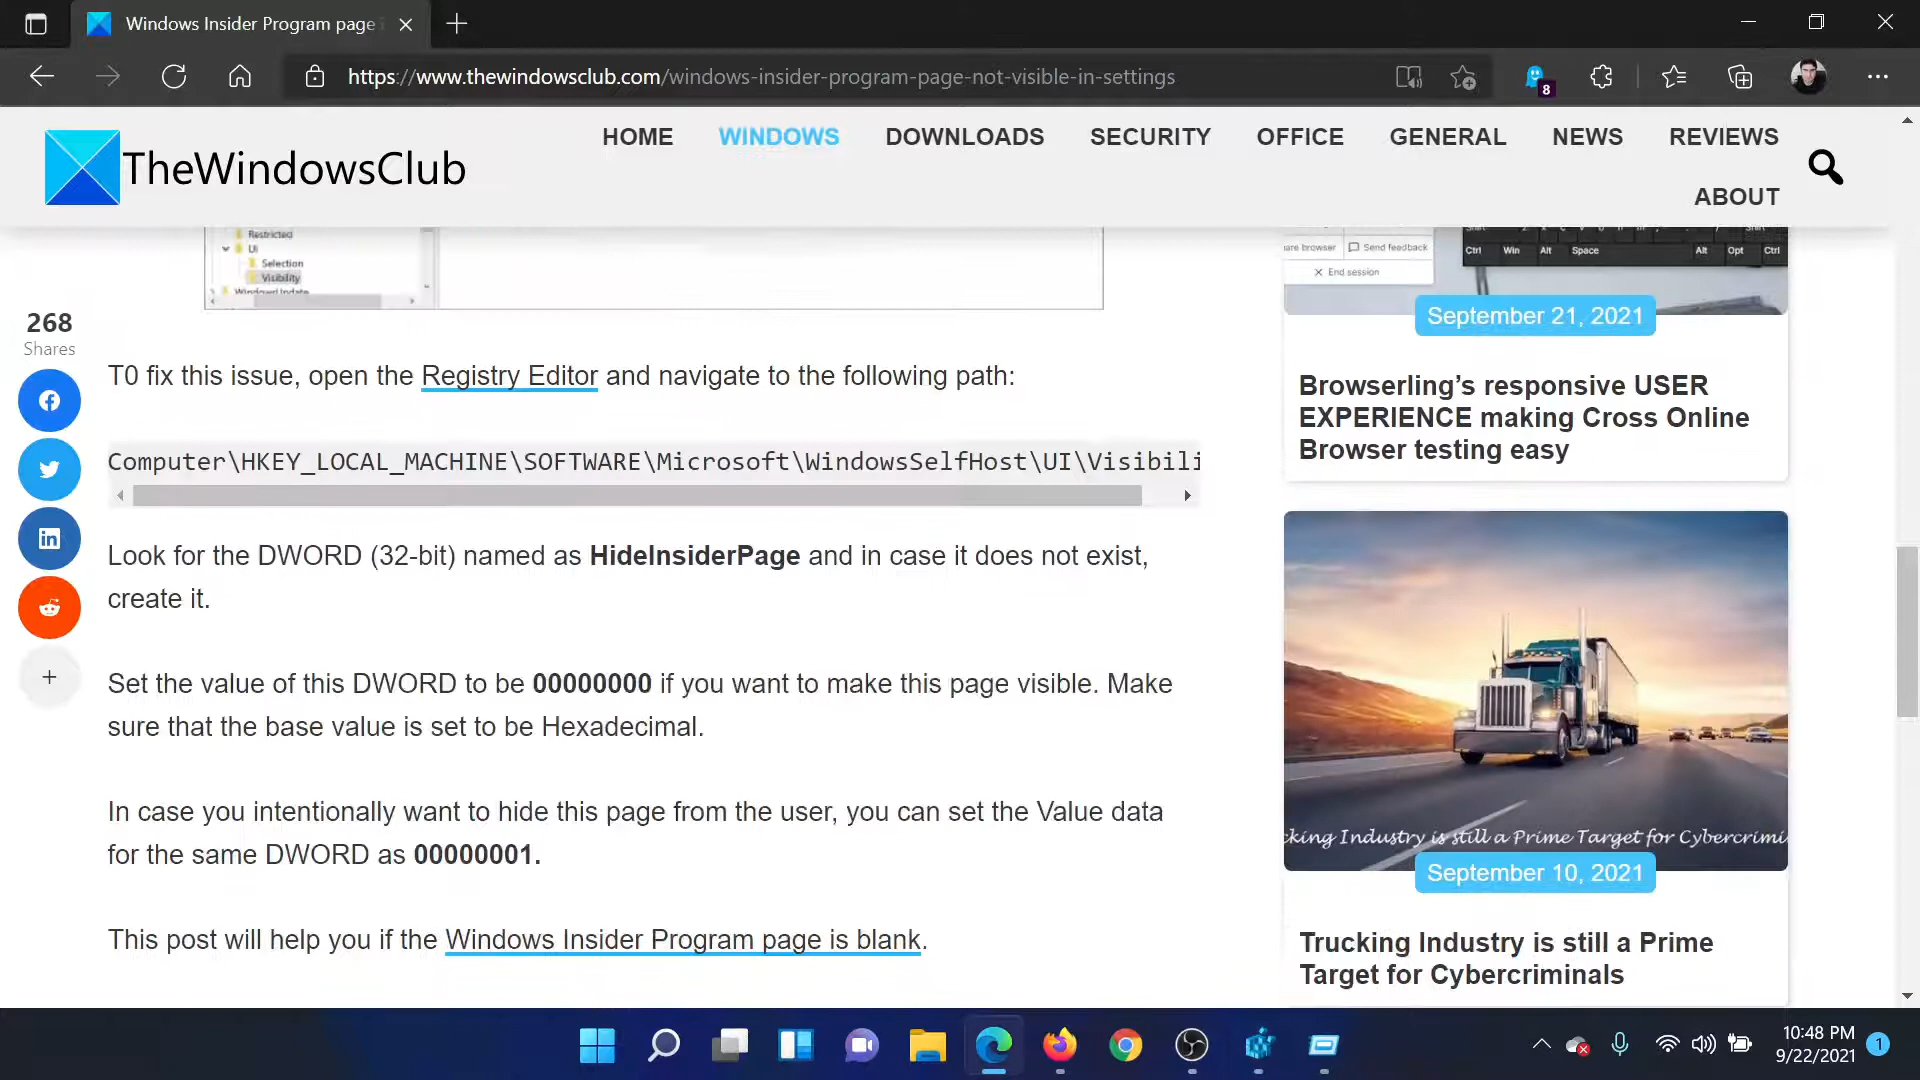 Windows Insider Program page i
https://www.thewindowsclub.com/windows-insider-program-page-not-visible-in-settings
8
TheWindowsClub
HOME WINDOWS DOWNLOADS SECURITY OFFICE GENERAL NEWS REVIEWS
ABOUT
Restricted
UI
Selection
Visibility
WindowsUpdate
268
Shares
T0 fix this issue, open the Registry Editor and navigate to the following path:
Computer\HKEY_LOCAL_MACHINE\SOFTWARE\Microsoft\WindowsSelfHost\UI\Visibili
Look for the DWORD (32-bit) named as HideInsiderPage and in case it does not exist,
create it.
Set the value of this DWORD to be 00000000 if you want to make this page visible. Make
sure that the base value is set to be Hexadecimal.
In case you intentionally want to hide this page from the user, you can set the Value data
for the same DWORD as 00000001.
This post will help you if the Windows Insider Program page is blank.
are browser Send feedback
End session
Shift Shift
Ctrl Win Alt Space Alt Opt Ctrl
September 21, 2021
Browserling’s responsive USER
EXPERIENCE making Cross Online
Browser testing easy
cking Industry is still a Prime Target for Cybercrimi
September 10, 2021
Trucking Industry is still a Prime
Target for Cybercriminals
10:48 PM
9/22/2021
1